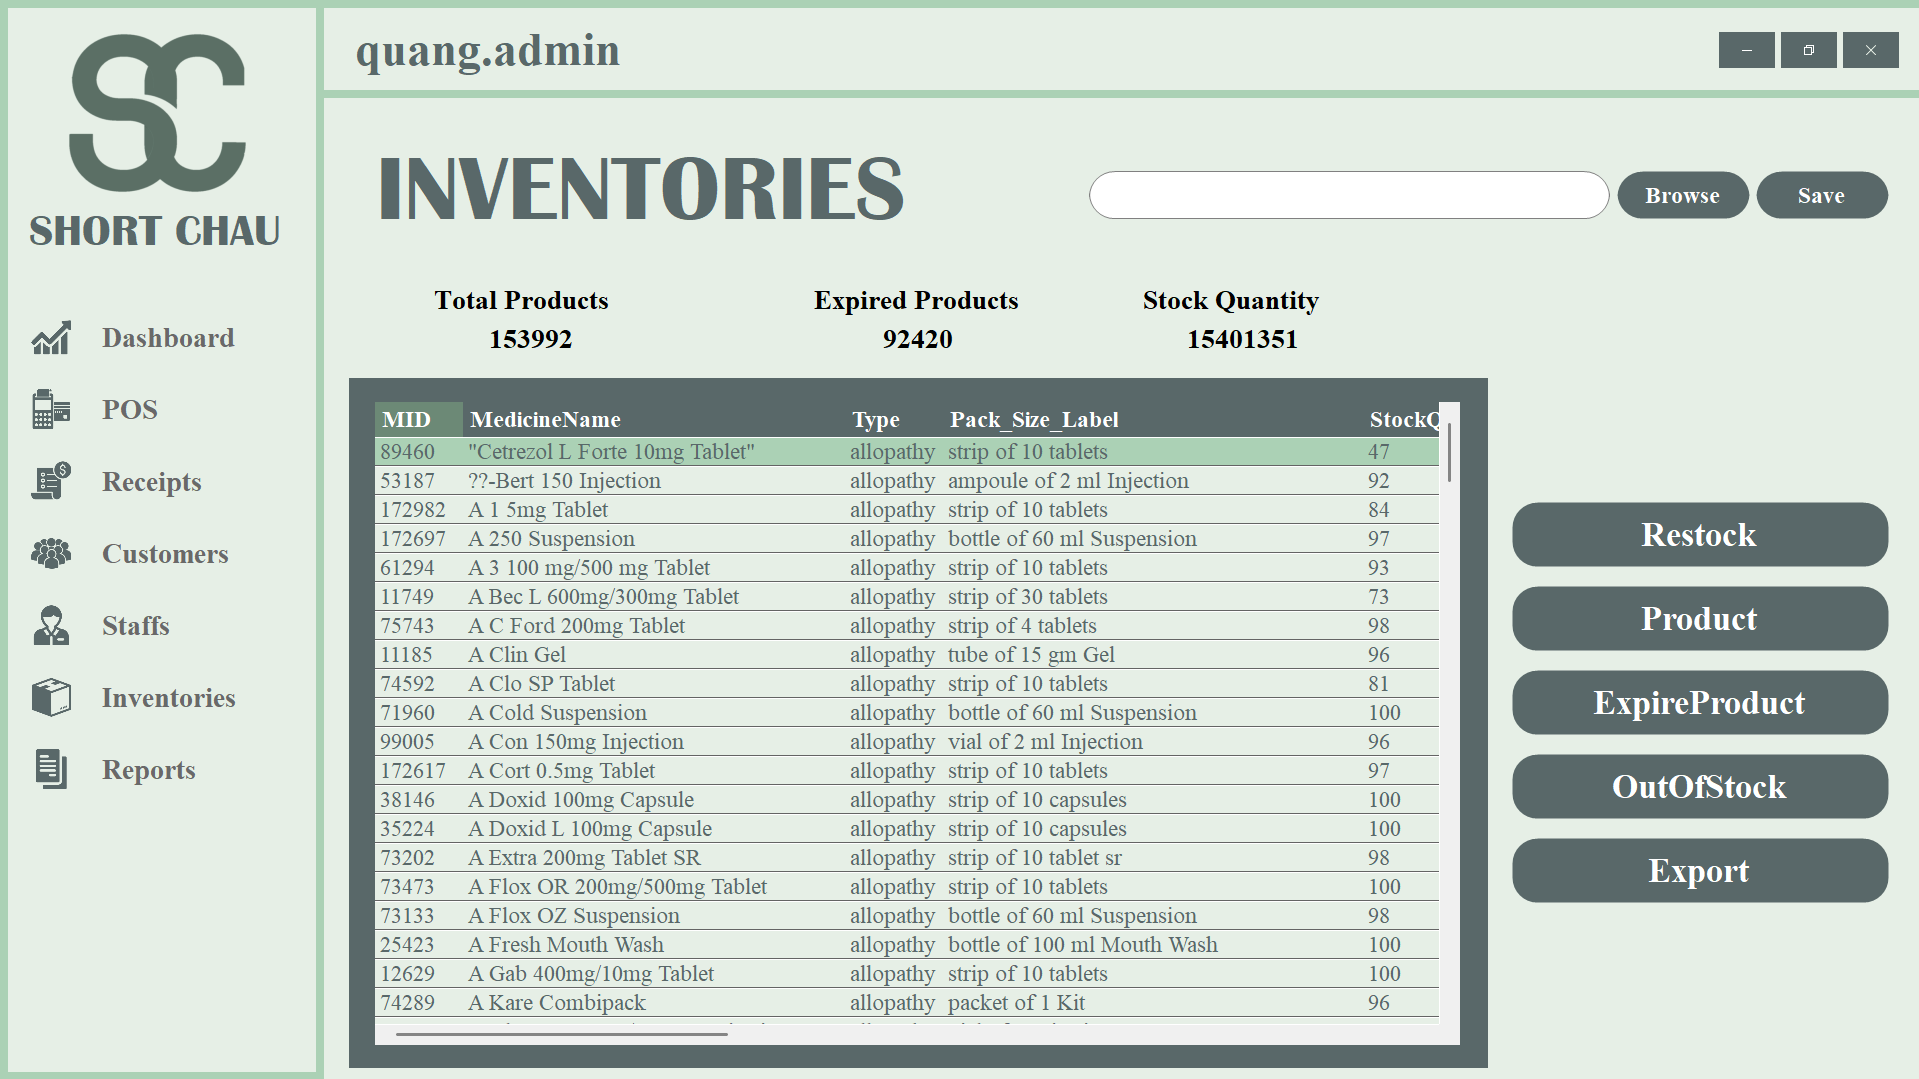 SC
SHORT CHAU
quang.admin
Dashboard
POS
Receipts
Customers
Staffs
Inventories
Reports
INVENTORIES
Browse Save
Total Products Expired Products Stock Quantity
153992 92420 15401351
MID MedicineName Type Pack_Size_Label StockQ
89460 "Cetrezol L Forte 10mg Tablet" allopathy strip of 10 tablets 47
53187 ??-Bert 150 Injection allopathy ampoule of 2 ml Injection 92
172982 A 1 5mg Tablet allopathy strip of 10 tablets 84
172697 A 250 Suspension allopathy bottle of 60 ml Suspension 97
61294 A 3 100 mg/500 mg Tablet allopathy strip of 10 tablets 93
11749 A Bec L 600mg/300mg Tablet allopathy strip of 30 tablets 73
75743 A C Ford 200mg Tablet allopathy strip of 4 tablets 98
11185 A Clin Gel allopathy tube of 15 gm Gel 96
74592 A Clo SP Tablet allopathy strip of 10 tablets 81
71960 A Cold Suspension allopathy bottle of 60 ml Suspension 100
99005 A Con 150mg Injection allopathy vial of 2 ml Injection 96
172617 A Cort 0.5mg Tablet allopathy strip of 10 tablets 97
38146 A Doxid 100mg Capsule allopathy strip of 10 capsules 100
35224 A Doxid L 100mg Capsule allopathy strip of 10 capsules 100
73202 A Extra 200mg Tablet SR allopathy strip of 10 tablet sr 98
73473 A Flox OR 200mg/500mg Tablet allopathy strip of 10 tablets 100
73133 A Flox OZ Suspension allopathy bottle of 60 ml Suspension 98
25423 A Fresh Mouth Wash allopathy bottle of 100 ml Mouth Wash 100
12629 A Gab 400mg/10mg Tablet allopathy strip of 10 tablets 100
74289 A Kare Combipack allopathy packet of 1 Kit 96
Restock
Product
ExpireProduct
OutOfStock
Export